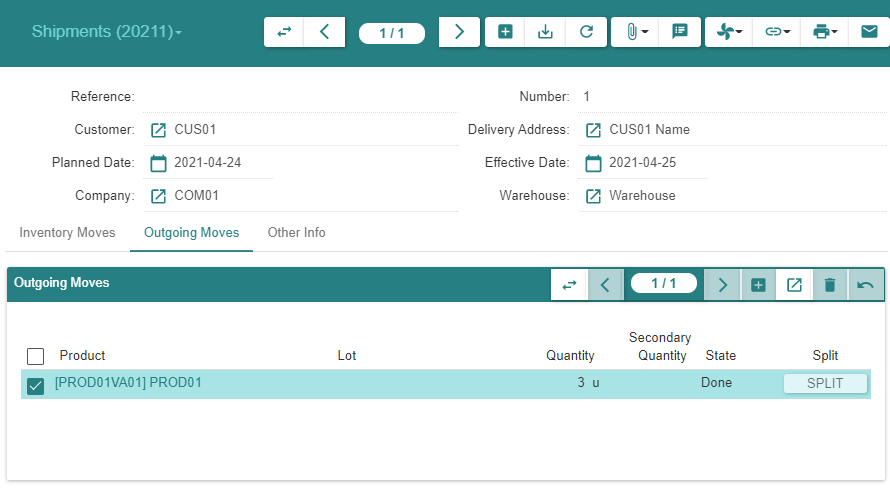 Shipments (20211)
1 / 1
Reference:
Number: 1
Customer: CUS01
Delivery Address: CUS01 Name
Planned Date: 2021-04-24
Effective Date: 2021-04-25
Company: COM01
Warehouse: Warehouse
Inventory Moves Outgoing Moves Other Info
Outgoing Moves
1 / 1
Product Lot Quantity Secondary Quantity State Split
[PROD01VA01] PROD01 3 u Done SPLIT